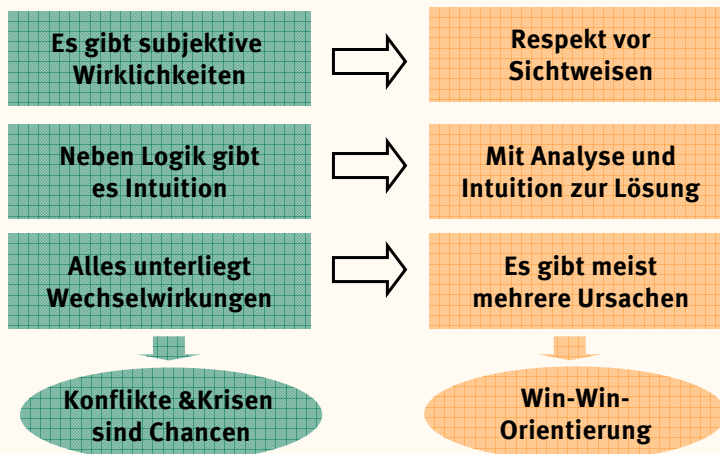 Es gibt subjektive
Wirklichkeiten
Respekt vor
Sichtweisen
Neben Logik gibt
es Intuition
Mit Analyse und
Intuition zur Lösung
Alles unterliegt
Wechselwirkungen
Es gibt meist
mehrere Ursachen
Konflikte &Krisen
sind Chancen
Win-Win-
Orientierung